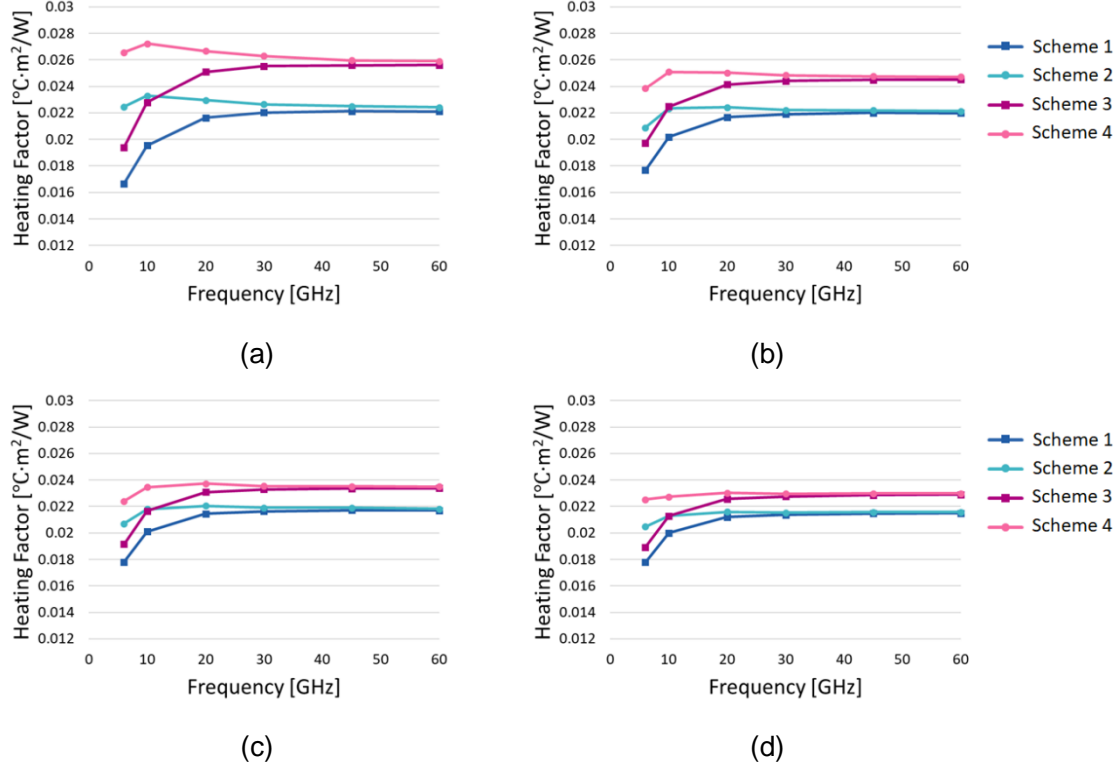 Heating Factor [°C·m²/W]
0.03
0.028
0.026
0.024
0.022
0.02
0.018
0.016
0.014
0.012
0 10 20 30 40 50 60
Frequency [GHz]
(a)
Heating Factor [°C·m²/W]
0.03
0.028
0.026
0.024
0.022
0.02
0.018
0.016
0.014
0.012
0 10 20 30 40 50 60
Frequency [GHz]
(b)
Scheme 1
Scheme 2
Scheme 3
Scheme 4
Heating Factor [°C·m²/W]
0.03
0.028
0.026
0.024
0.022
0.02
0.018
0.016
0.014
0.012
0 10 20 30 40 50 60
Frequency [GHz]
(c)
Heating Factor [°C·m²/W]
0.03
0.028
0.026
0.024
0.022
0.02
0.018
0.016
0.014
0.012
0 10 20 30 40 50 60
Frequency [GHz]
(d)
Scheme 1
Scheme 2
Scheme 3
Scheme 4